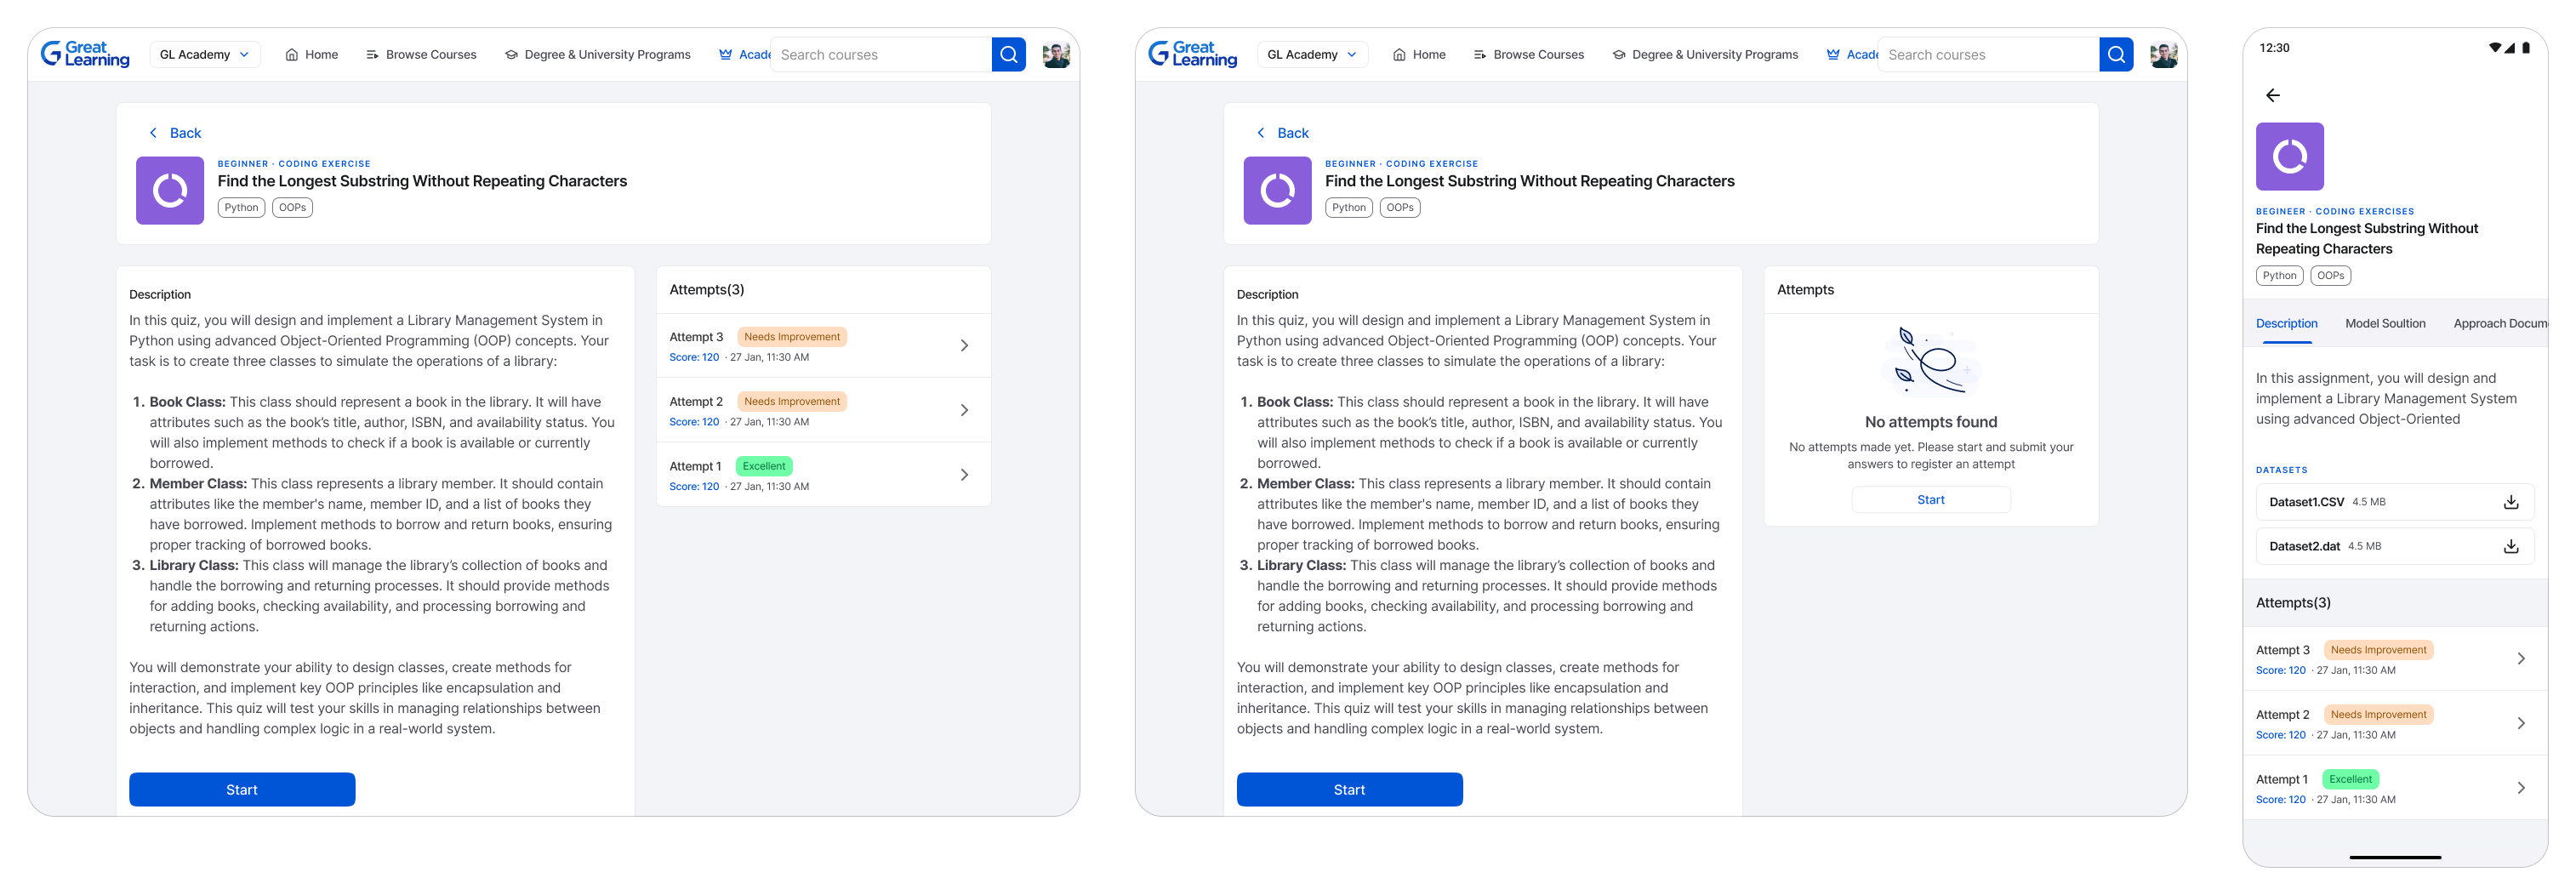 Great Learning
GL Academy
Home
Browse Courses
Degree & University Programs
Acade
Search courses
Back
BEGINNER · CODING EXERCISE
Find the Longest Substring Without Repeating Characters
Python
OOPs
Description
In this quiz, you will design and implement a Library Management System in
Python using advanced Object-Oriented Programming (OOP) concepts. Your
task is to create three classes to simulate the operations of a library:
1. Book Class: This class should represent a book in the library. It will have
attributes such as the book's title, author, ISBN, and availability status. You
will also implement methods to check if a book is available or currently
borrowed.
2. Member Class: This class represents a library member. It should contain
attributes like the member's name, member ID, and a list of books they
have borrowed. Implement methods to borrow and return books, ensuring
proper tracking of borrowed books.
3. Library Class: This class will manage the library's collection of books and
handle the borrowing and returning processes. It should provide methods
for adding books, checking availability, and processing borrowing and
returning actions.
You will demonstrate your ability to design classes, create methods for
interaction, and implement key OOP principles like encapsulation and
inheritance. This quiz will test your skills in managing relationships between
objects and handling complex logic in a real-world system.
Start
Attempts(3)
Attempt 3 Needs Improvement
Score: 120 · 27 Jan, 11:30 AM
Attempt 2 Needs Improvement
Score: 120 · 27 Jan, 11:30 AM
Attempt 1 Excellent
Score: 120 · 27 Jan, 11:30 AM
Great Learning
GL Academy
Home
Browse Courses
Degree & University Programs
Acade
Search courses
Back
BEGINNER · CODING EXERCISE
Find the Longest Substring Without Repeating Characters
Python
OOPs
Description
In this quiz, you will design and implement a Library Management System in
Python using advanced Object-Oriented Programming (OOP) concepts. Your
task is to create three classes to simulate the operations of a library:
1. Book Class: This class should represent a book in the library. It will have
attributes such as the book's title, author, ISBN, and availability status. You
will also implement methods to check if a book is available or currently
borrowed.
2. Member Class: This class represents a library member. It should contain
attributes like the member's name, member ID, and a list of books they
have borrowed. Implement methods to borrow and return books, ensuring
proper tracking of borrowed books.
3. Library Class: This class will manage the library's collection of books and
handle the borrowing and returning processes. It should provide methods
for adding books, checking availability, and processing borrowing and
returning actions.
You will demonstrate your ability to design classes, create methods for
interaction, and implement key OOP principles like encapsulation and
inheritance. This quiz will test your skills in managing relationships between
objects and handling complex logic in a real-world system.
Start
Attempts
No attempts found
No attempts made yet. Please start and submit your
answers to register an attempt
Start
12:30
BEGINEER · CODING EXERCISES
Find the Longest Substring Without
Repeating Characters
Python
OOPs
Description
Model Soultion
Approach Docum
In this assignment, you will design and
implement a Library Management System
using advanced Object-Oriented
DATASETS
Dataset1.CSV 4.5 MB
Dataset2.dat 4.5 MB
Attempts(3)
Attempt 3 Needs Improvement
Score: 120 · 27 Jan, 11:30 AM
Attempt 2 Needs Improvement
Score: 120 · 27 Jan, 11:30 AM
Attempt 1 Excellent
Score: 120 · 27 Jan, 11:30 AM